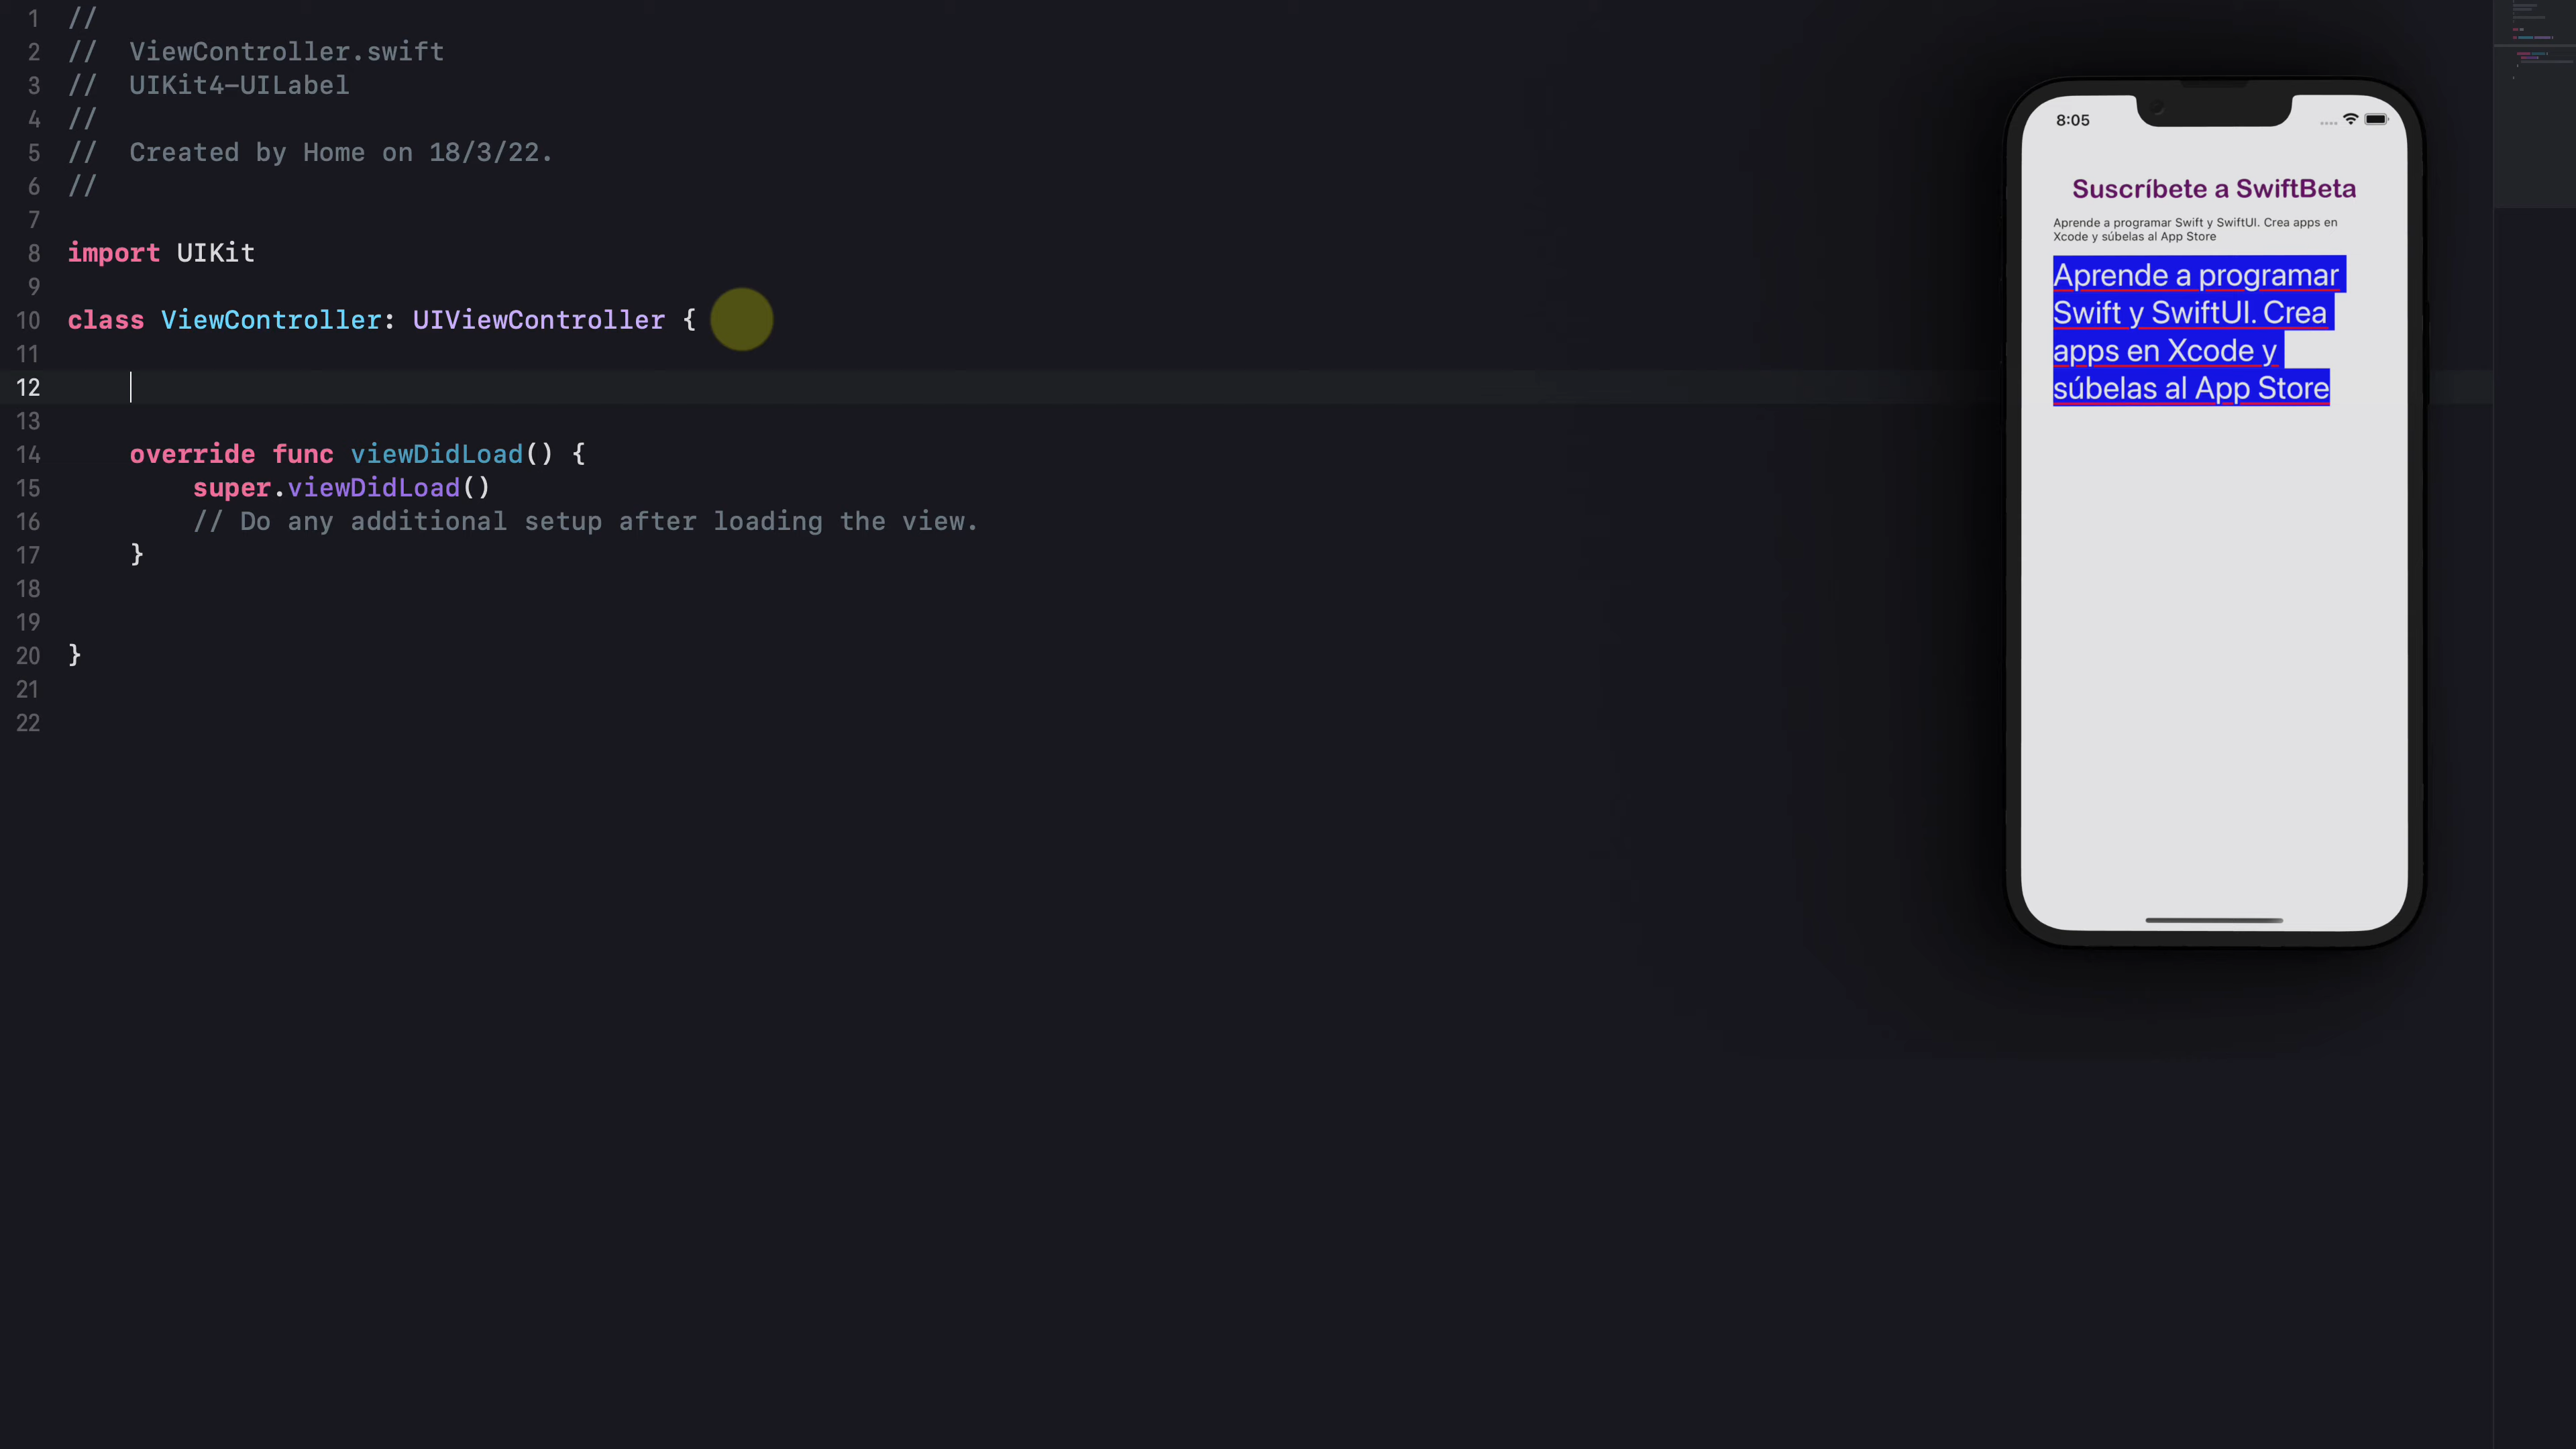 1 //
2 //  ViewController.swift
3 //  UIKit4-UILabel
4 //
5 //  Created by Home on 18/3/22.
6 //
7
8 import UIKit
9
10 class ViewController: UIViewController {
11
12
13
14     override func viewDidLoad() {
15         super.viewDidLoad()
16         // Do any additional setup after loading the view.
17     }
18
19
20 }
21
22
8:05
Suscríbete a SwiftBeta
Aprende a programar Swift y SwiftUI. Crea apps en
Xcode y súbelas al App Store
Aprende a programar
Swift y SwiftUI. Crea
apps en Xcode y
súbelas al App Store